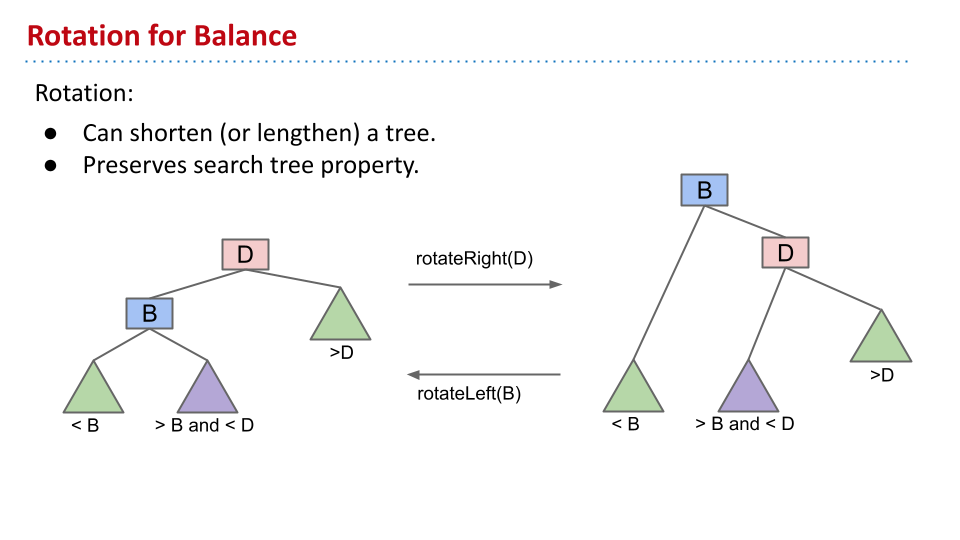 Rotation for Balance
Rotation:
● Can shorten (or lengthen) a tree.
● Preserves search tree property.
D
B
>D
< B
> B and < D
rotateRight(D)
rotateLeft(B)
B
D
>D
< B
> B and < D